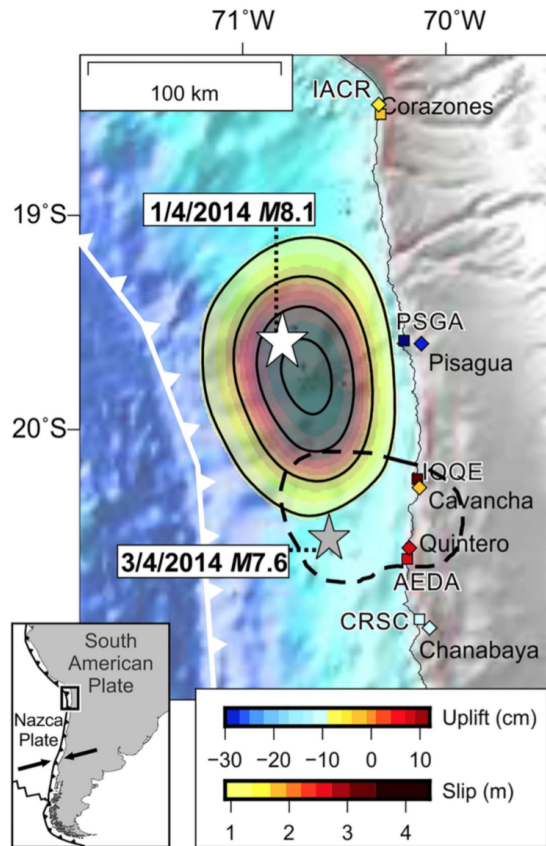 71°W 70°W
100 km
IACR
Corazones
19°S
1/4/2014 M8.1
PSGA
Pisagua
20°S
IQQE
Cavancha
Quintero
3/4/2014 M7.6
AEDA
CRSC
Chanabaya
South
American
Plate
Nazca
Plate
Uplift (cm)
−30 −20 −10 0 10
Slip (m)
1 2 3 4